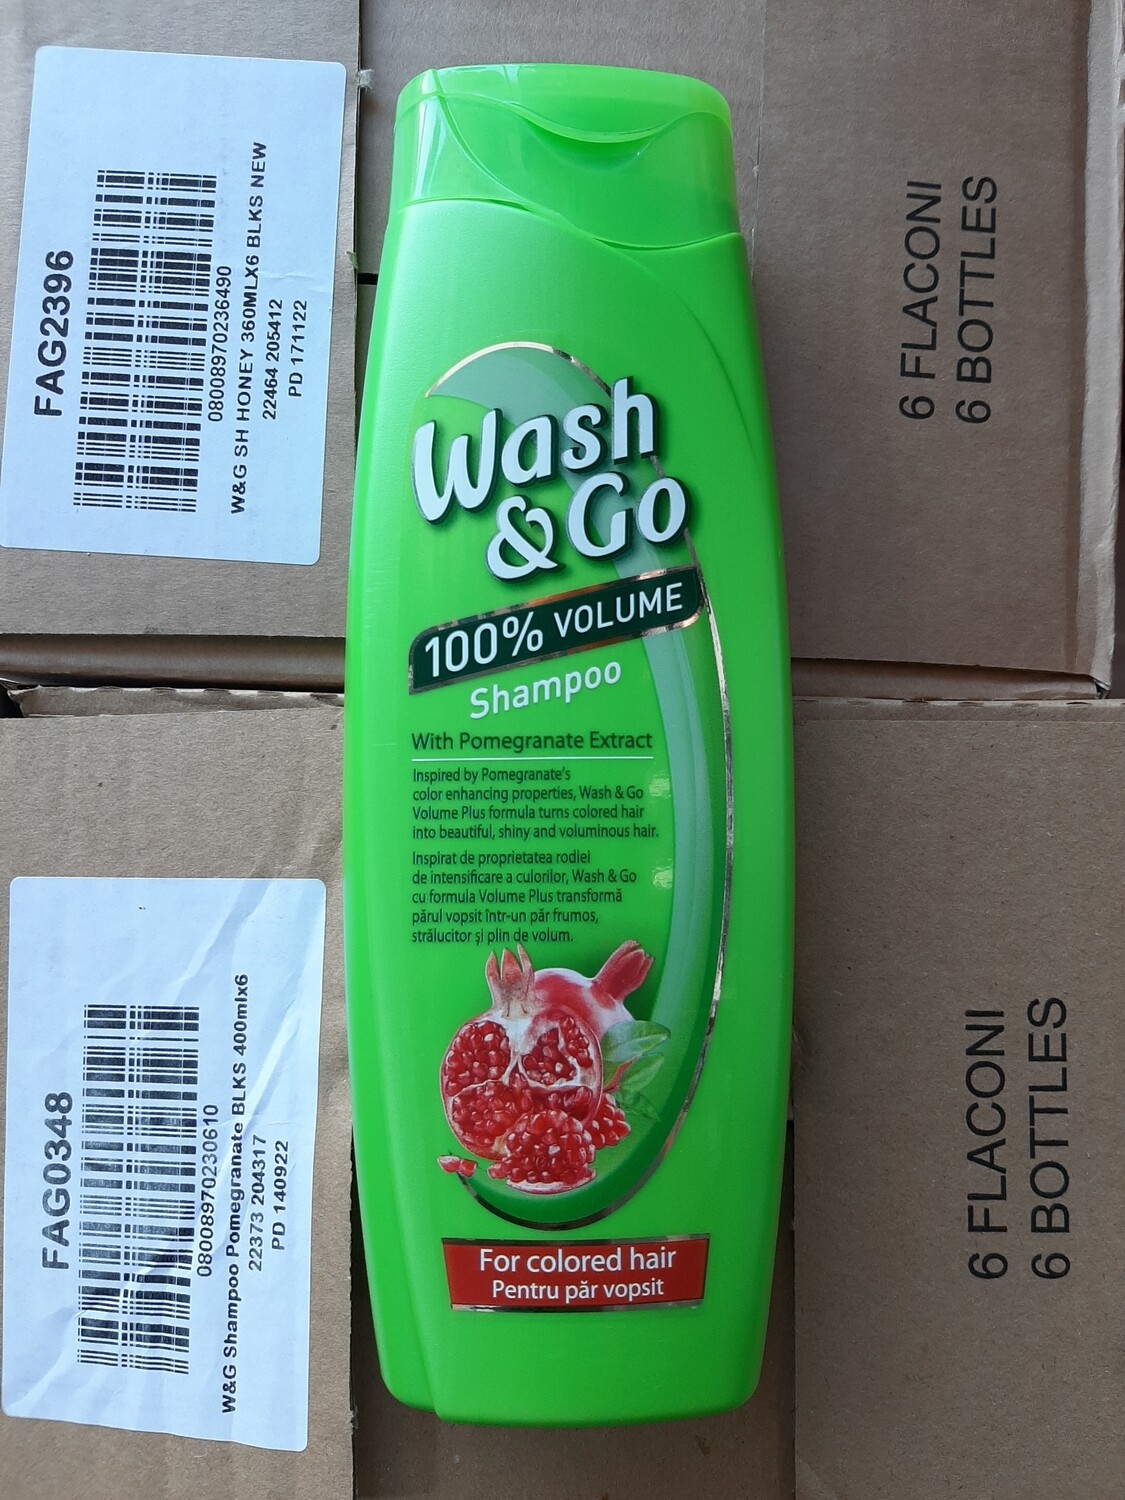 FAG2396
08008970236490
W&G SH HONEY 360MLX6 BLKS NEW
22464 205412
PD 171122
FAG0348
08008970230610
W&G Shampoo Pomegranate BLKS 400mlx6
22373 204317
PD 140922
Wash
& Go
100% VOLUME
Shampoo
With Pomegranate Extract
Inspired by Pomegranate's
color enhancing properties, Wash & Go
Volume Plus formula turns colored hair
into beautiful, shiny and voluminous hair.
Inspirat de proprietatea rodiei
de intensificare a culorilor, Wash & Go
cu formula Volume Plus transformă
părul vopsit într-un păr frumos,
strălucitor și plin de volum.
For colored hair
Pentru păr vopsit
6 FLACONI
6 BOTTLES
6 FLACONI
6 BOTTLES